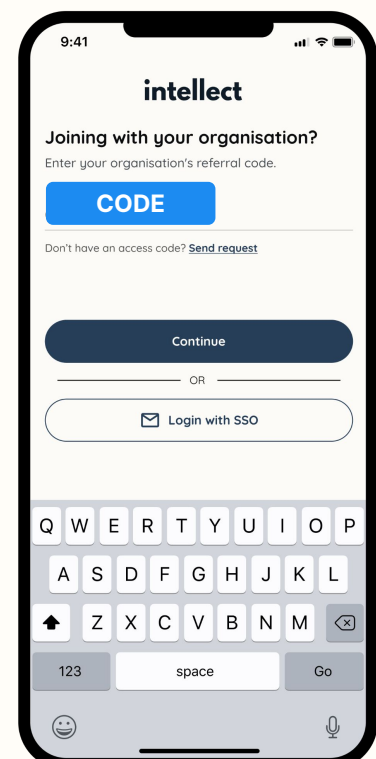 9:41
intellect
Joining with your organisation?
Enter your organisation's referral code.
CODE
Don't have an access code? Send request
Continue
OR
Login with SSO
Q W E R T Y U I O P
A S D F G H J K L
Z X C V B N M
123 space Go